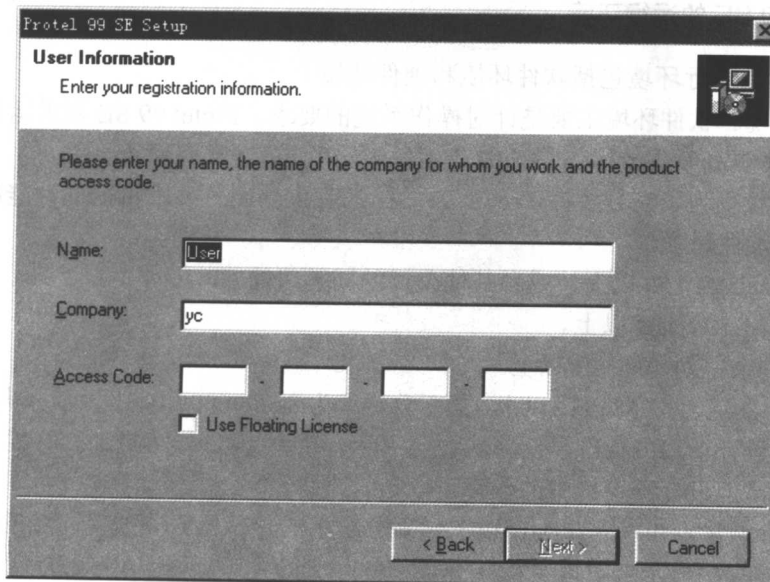 Protel 99 SE Setup
User Information
Enter your registration information.
Please enter your name, the name of the company for whom you work and the product
access code.
Name:
User
Company:
yc
Access Code:
- - -
Use Floating License
< Back
Next >
Cancel